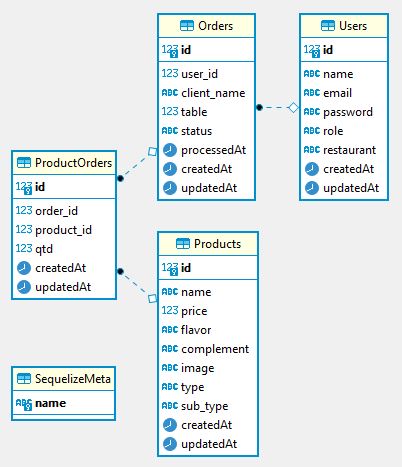 Orders
123 id
123 user_id
ABC client_name
123 table
ABC status
processedAt
createdAt
updatedAt
Users
123 id
ABC name
ABC email
ABC password
ABC role
ABC restaurant
createdAt
updatedAt
ProductOrders
123 id
123 order_id
123 product_id
123 qtd
createdAt
updatedAt
Products
123 id
ABC name
123 price
ABC flavor
ABC complement
ABC image
ABC type
ABC sub_type
createdAt
updatedAt
SequelizeMeta
ABC name